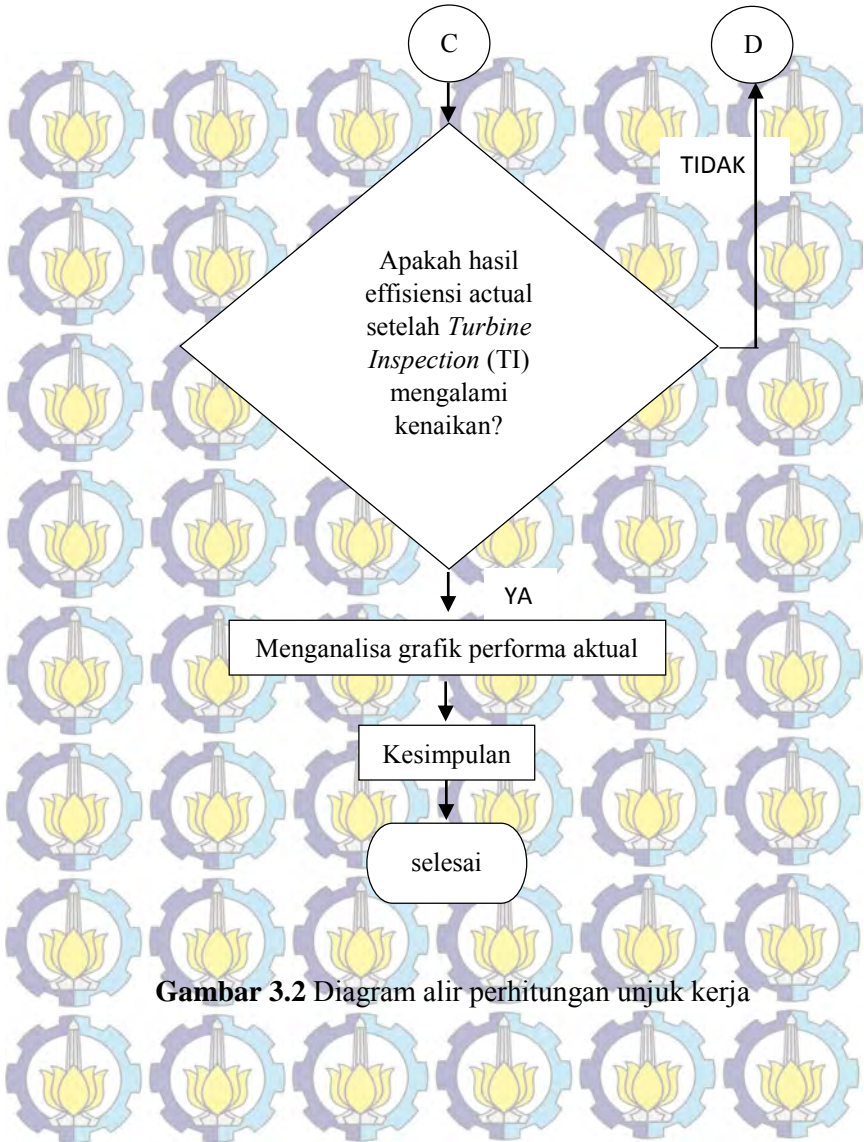 C
D
TIDAK
Apakah hasil
effisiensi actual
setelah Turbine
Inspection (TI)
mengalami
kenaikan?
YA
Menganalisa grafik performa aktual
Kesimpulan
selesai
Gambar 3.2 Diagram alir perhitungan unjuk kerja